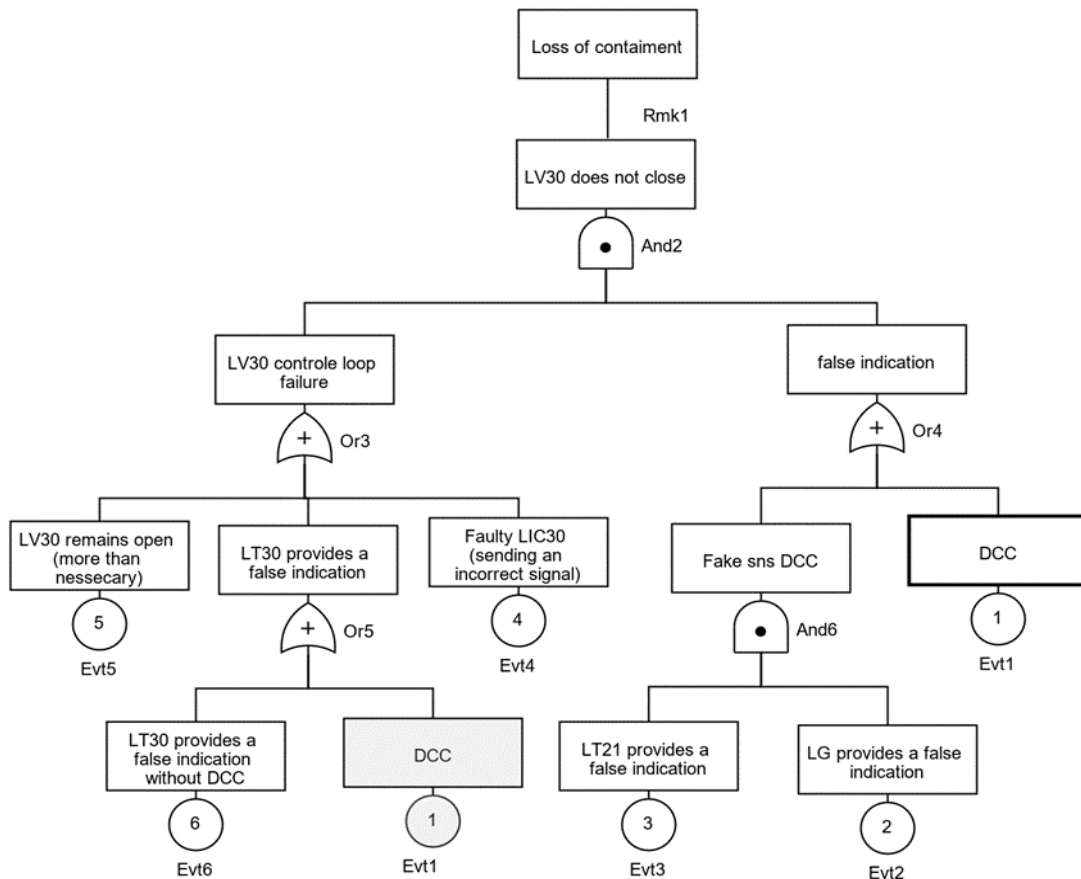 Loss of contaiment
Rmk1
LV30 does not close
And2
LV30 controle loop
failure
false indication
+
Or3
+
Or4
LV30 remains open
(more than
nessecary)
LT30 provides a
false indication
Faulty LIC30
(sending an
incorrect signal)
Fake sns DCC
DCC
5
Evt5
+
Or5
4
Evt4
And6
1
Evt1
LT30 provides a
false indication
without DCC
DCC
LT21 provides a
false indication
LG provides a false
indication
6
Evt6
1
Evt1
3
Evt3
2
Evt2